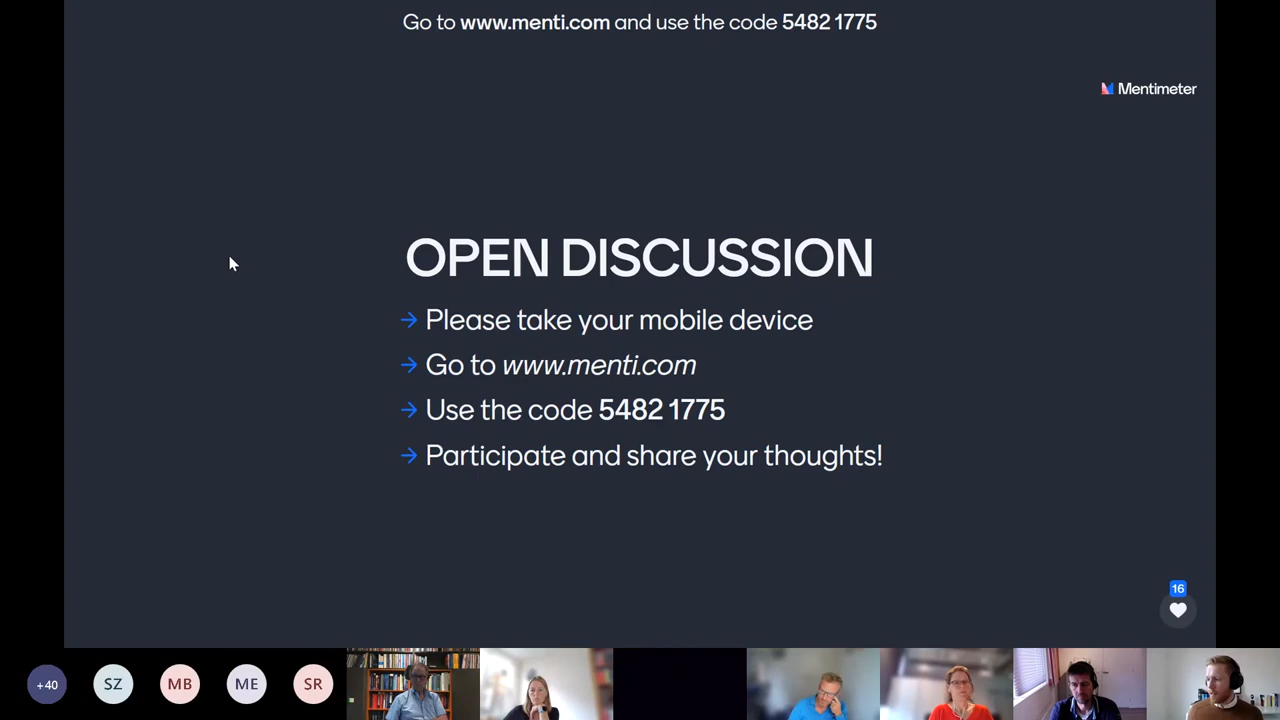 Go to www.menti.com and use the code 5482 1775
Mentimeter
OPEN DISCUSSION
→ Please take your mobile device
→ Go to www.menti.com
→ Use the code 5482 1775
→ Participate and share your thoughts!
16
+40
SZ
MB
ME
SR